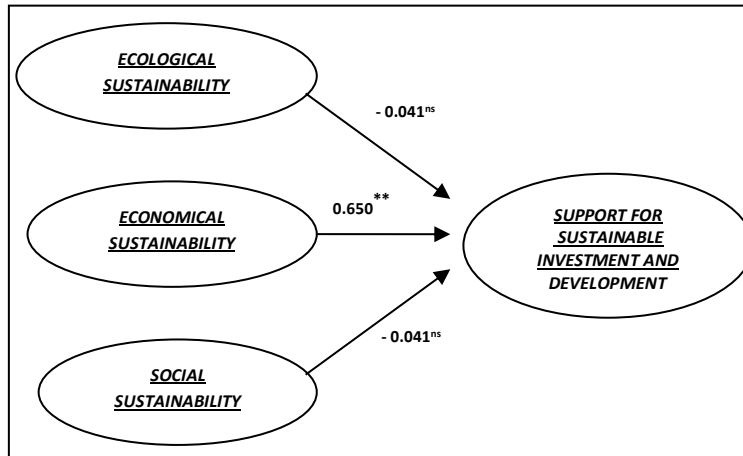 ECOLOGICAL
SUSTAINABILITY
- 0.041ns
ECONOMICAL
SUSTAINABILITY
0.650**
SUPPORT FOR
SUSTAINABLE
INVESTMENT AND
DEVELOPMENT
- 0.041ns
SOCIAL
SUSTAINABILITY